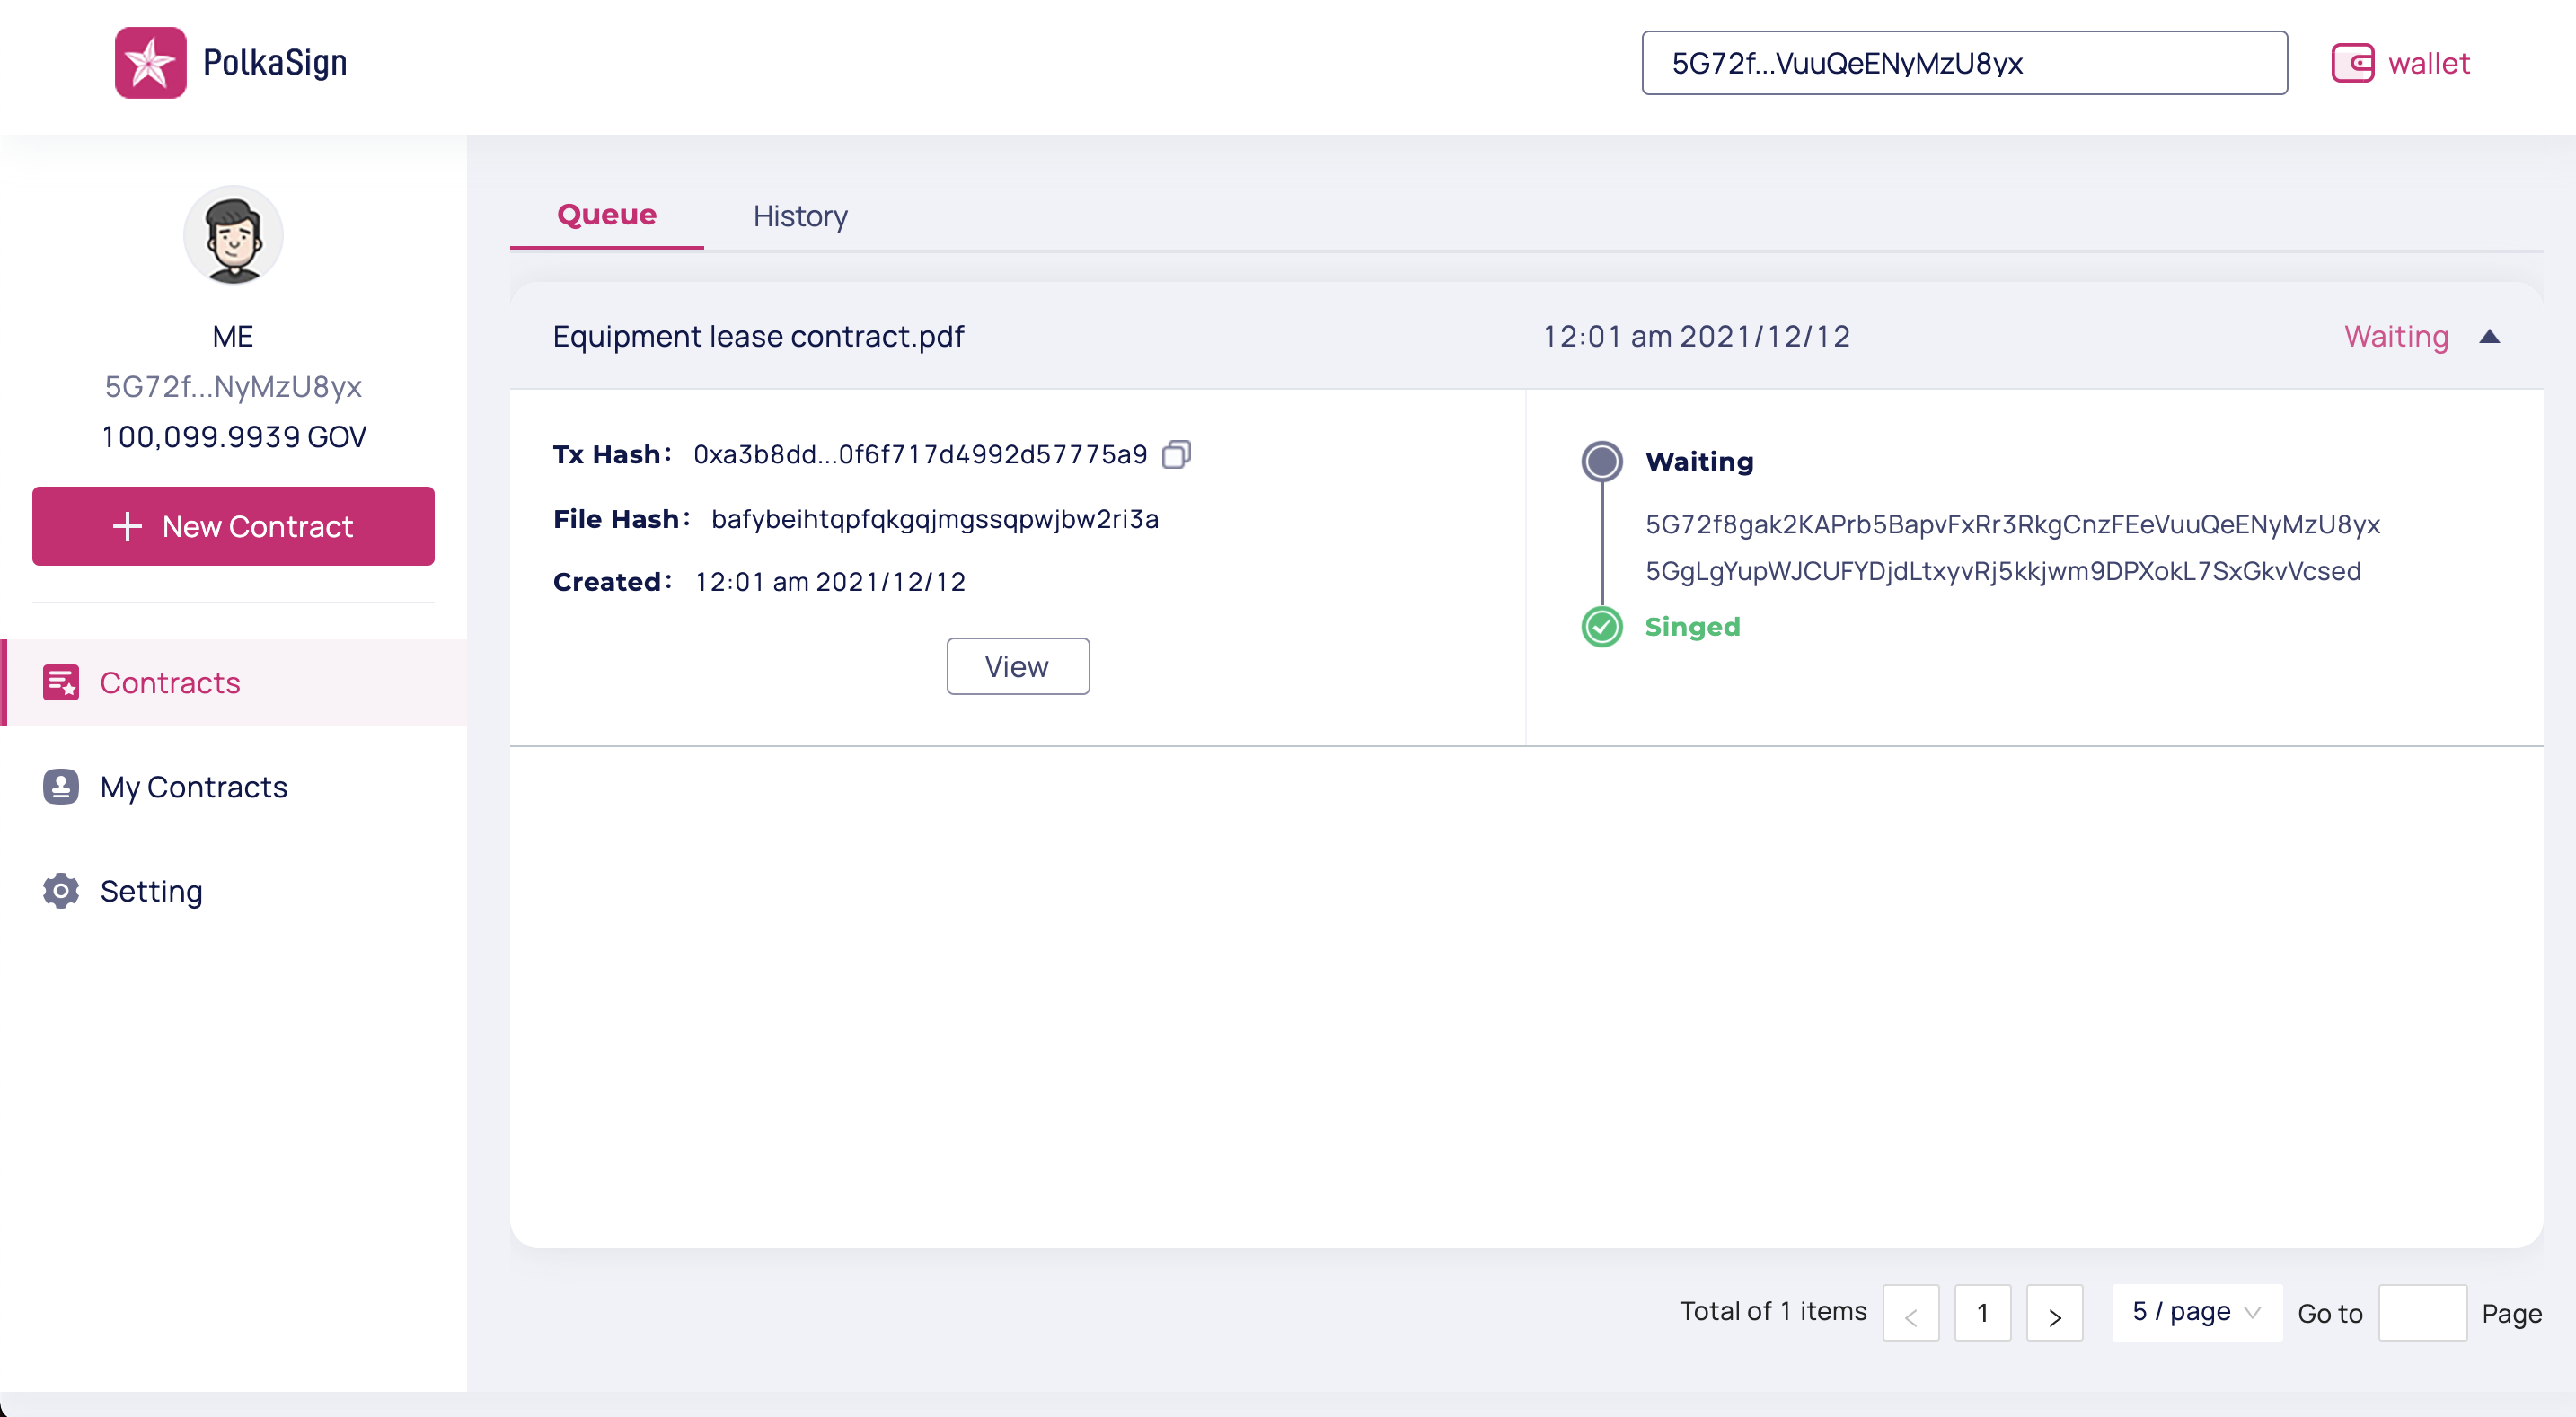 PolkaSign
5G72f...VuuQeENyMzU8yx
wallet
ME
5G72f...NyMzU8yx
100,099.9939 GOV
+ New Contract
Contracts
My Contracts
Setting
Queue
History
Equipment lease contract.pdf
12:01 am 2021/12/12
Waiting
Tx Hash: 0xa3b8dd...0f6f717d4992d57775a9
File Hash: bafybeihtqpfqkgqjmgssqpwjbw2ri3a
Created: 12:01 am 2021/12/12
View
Waiting
5G72f8gak2KAPrb5BapvFxRr3RkgCnzFEeVuuQeENyMzU8yx
5GgLgYupWJCUFYDjdLtxyvRj5kkjwm9DPXokL7SxGkvVcsed
Singed
Total of 1 items
<
1
>
5 / page
Go to
Page